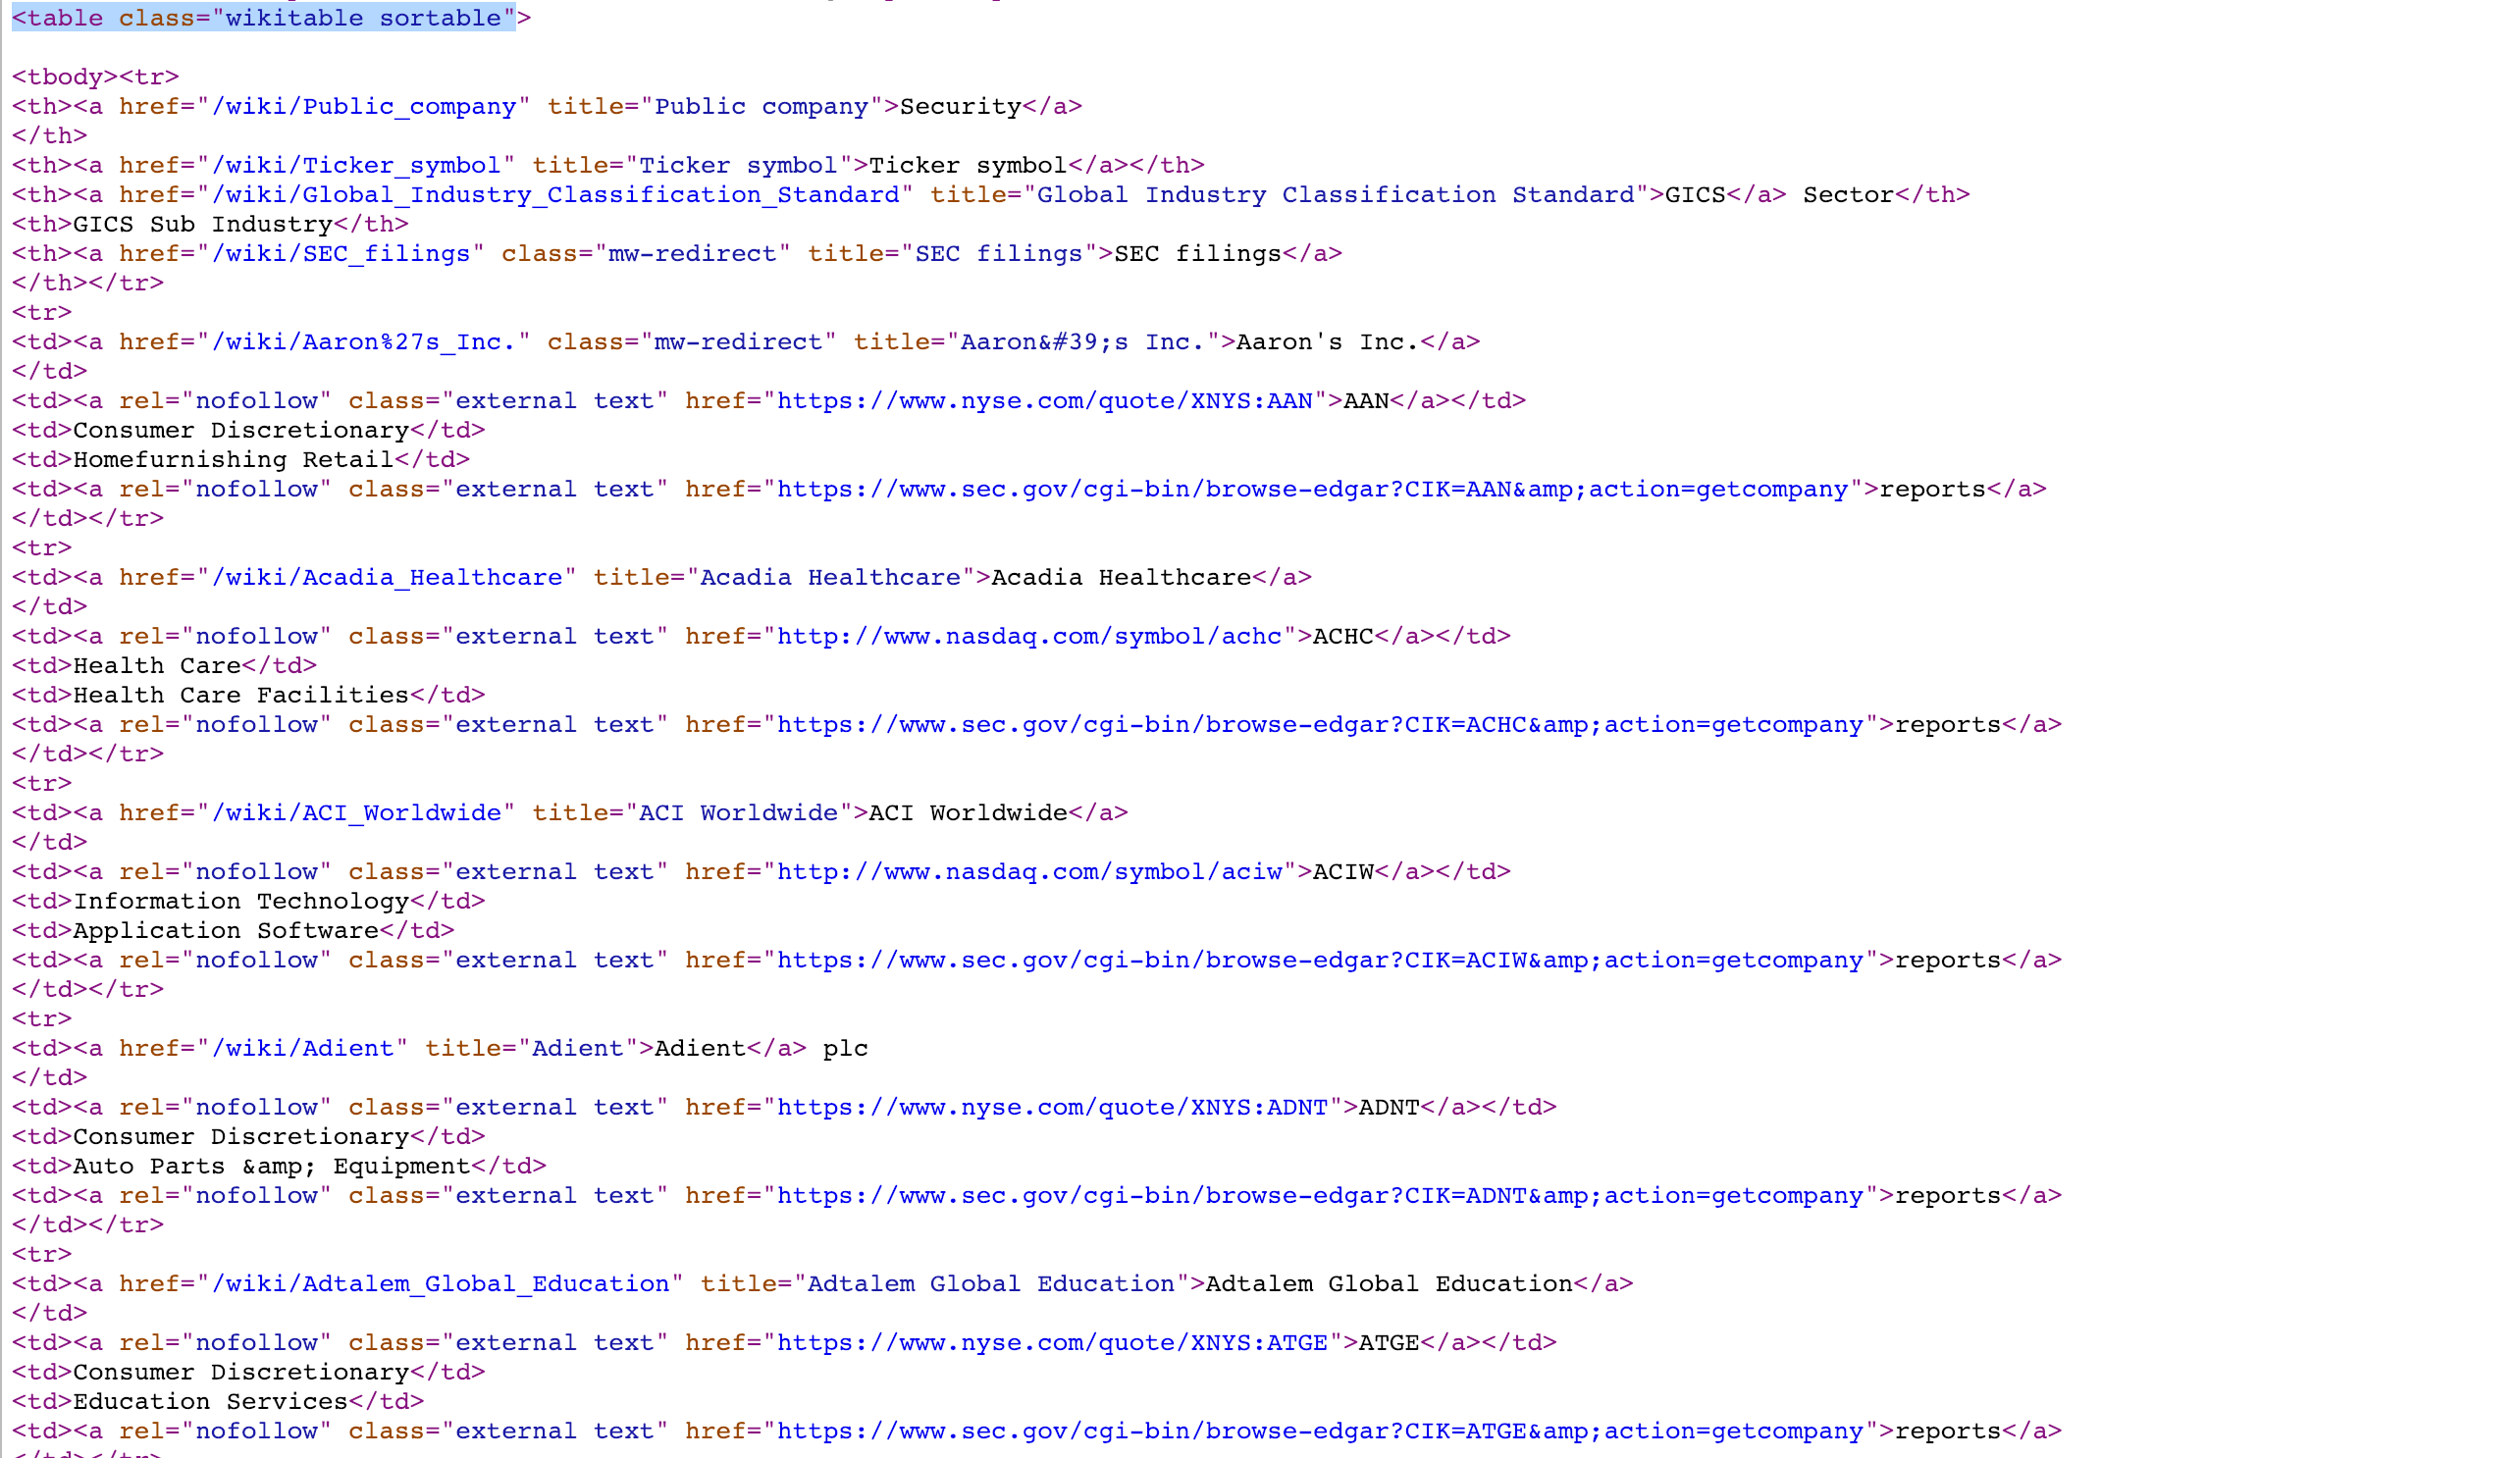 <table class="wikitable sortable">
<tbody><tr>
<th><a href="/wiki/Public_company" title="Public company">Security</a>
</th>
<th><a href="/wiki/Ticker_symbol" title="Ticker symbol">Ticker symbol</a></th>
<th><a href="/wiki/Global_Industry_Classification_Standard" title="Global Industry Classification Standard">GICS</a> Sector</th>
<th>GICS Sub Industry</th>
<th><a href="/wiki/SEC_filings" class="mw-redirect" title="SEC filings">SEC filings</a>
</th></tr>
<tr>
<td><a href="/wiki/Aaron%27s_Inc." class="mw-redirect" title="Aaron&#39;s Inc.">Aaron's Inc.</a>
</td>
<td><a rel="nofollow" class="external text" href="https://www.nyse.com/quote/XNYS:AAN">AAN</a></td>
<td>Consumer Discretionary</td>
<td>Homefurnishing Retail</td>
<td><a rel="nofollow" class="external text" href="https://www.sec.gov/cgi-bin/browse-edgar?CIK=AAN&amp;action=getcompany">reports</a>
</td></tr>
<tr>
<td><a href="/wiki/Acadia_Healthcare" title="Acadia Healthcare">Acadia Healthcare</a>
</td>
<td><a rel="nofollow" class="external text" href="http://www.nasdaq.com/symbol/achc">ACHC</a></td>
<td>Health Care</td>
<td>Health Care Facilities</td>
<td><a rel="nofollow" class="external text" href="https://www.sec.gov/cgi-bin/browse-edgar?CIK=ACHC&amp;action=getcompany">reports</a>
</td></tr>
<tr>
<td><a href="/wiki/ACI_Worldwide" title="ACI Worldwide">ACI Worldwide</a>
</td>
<td><a rel="nofollow" class="external text" href="http://www.nasdaq.com/symbol/aciw">ACIW</a></td>
<td>Information Technology</td>
<td>Application Software</td>
<td><a rel="nofollow" class="external text" href="https://www.sec.gov/cgi-bin/browse-edgar?CIK=ACIW&amp;action=getcompany">reports</a>
</td></tr>
<tr>
<td><a href="/wiki/Adient" title="Adient">Adient</a> plc
</td>
<td><a rel="nofollow" class="external text" href="https://www.nyse.com/quote/XNYS:ADNT">ADNT</a></td>
<td>Consumer Discretionary</td>
<td>Auto Parts &amp; Equipment</td>
<td><a rel="nofollow" class="external text" href="https://www.sec.gov/cgi-bin/browse-edgar?CIK=ADNT&amp;action=getcompany">reports</a>
</td></tr>
<tr>
<td><a href="/wiki/Adtalem_Global_Education" title="Adtalem Global Education">Adtalem Global Education</a>
</td>
<td><a rel="nofollow" class="external text" href="https://www.nyse.com/quote/XNYS:ATGE">ATGE</a></td>
<td>Consumer Discretionary</td>
<td>Education Services</td>
<td><a rel="nofollow" class="external text" href="https://www.sec.gov/cgi-bin/browse-edgar?CIK=ATGE&amp;action=getcompany">reports</a>
</td></tr>